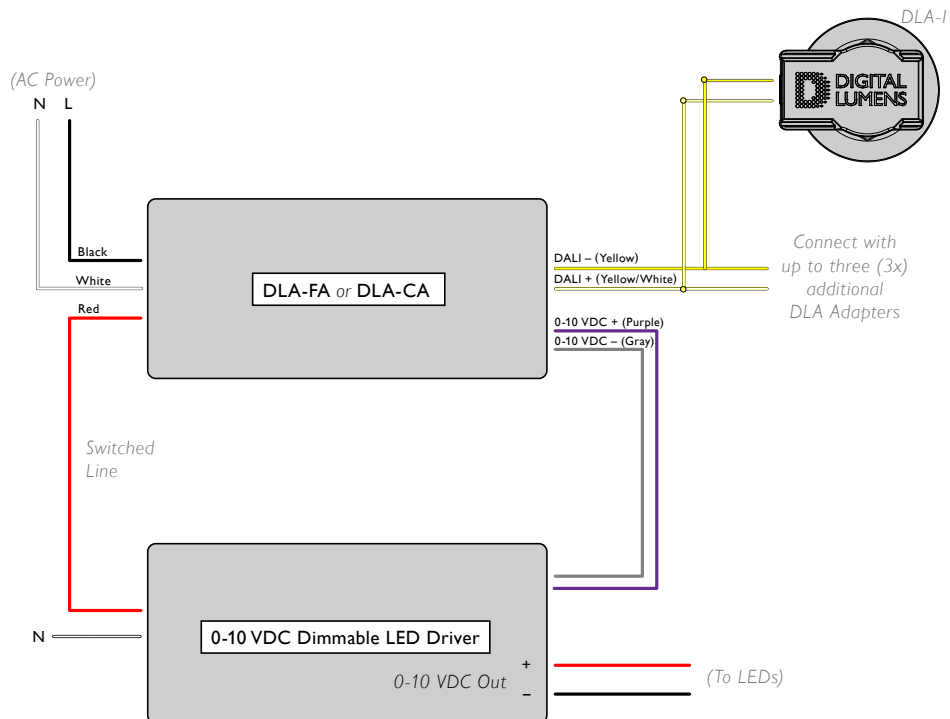 DLA-I
DIGITAL
LUMENS
(AC Power)
N L
Black
White
Red
DLA-FA or DLA-CA
DALI – (Yellow)
DALI + (Yellow/White)
0-10 VDC + (Purple)
0-10 VDC – (Gray)
Connect with
up to three (3x)
additional
DLA Adapters
Switched
Line
N
0-10 VDC Dimmable LED Driver
0-10 VDC Out
+
–
(To LEDs)